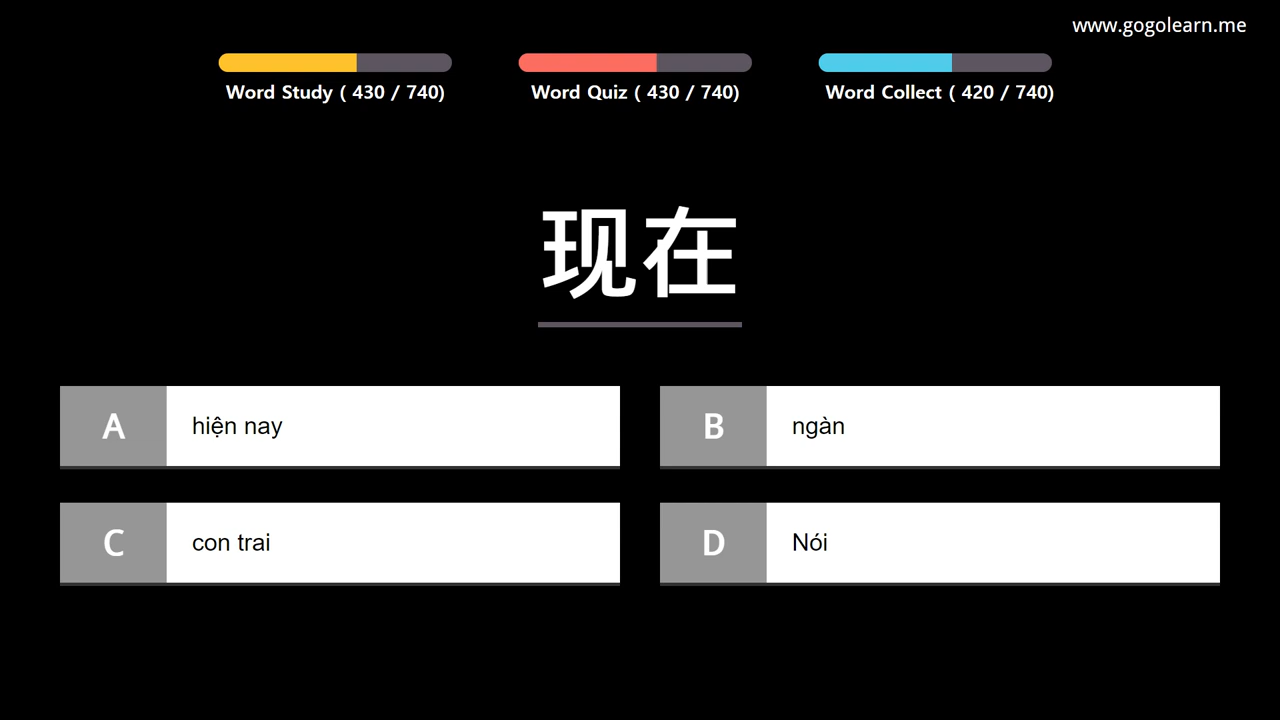 www.gogolearn.me
Word Study ( 430 / 740)
Word Quiz ( 430 / 740)
Word Collect ( 420 / 740)
现在
A hiện nay
B ngàn
C con trai
D Nói